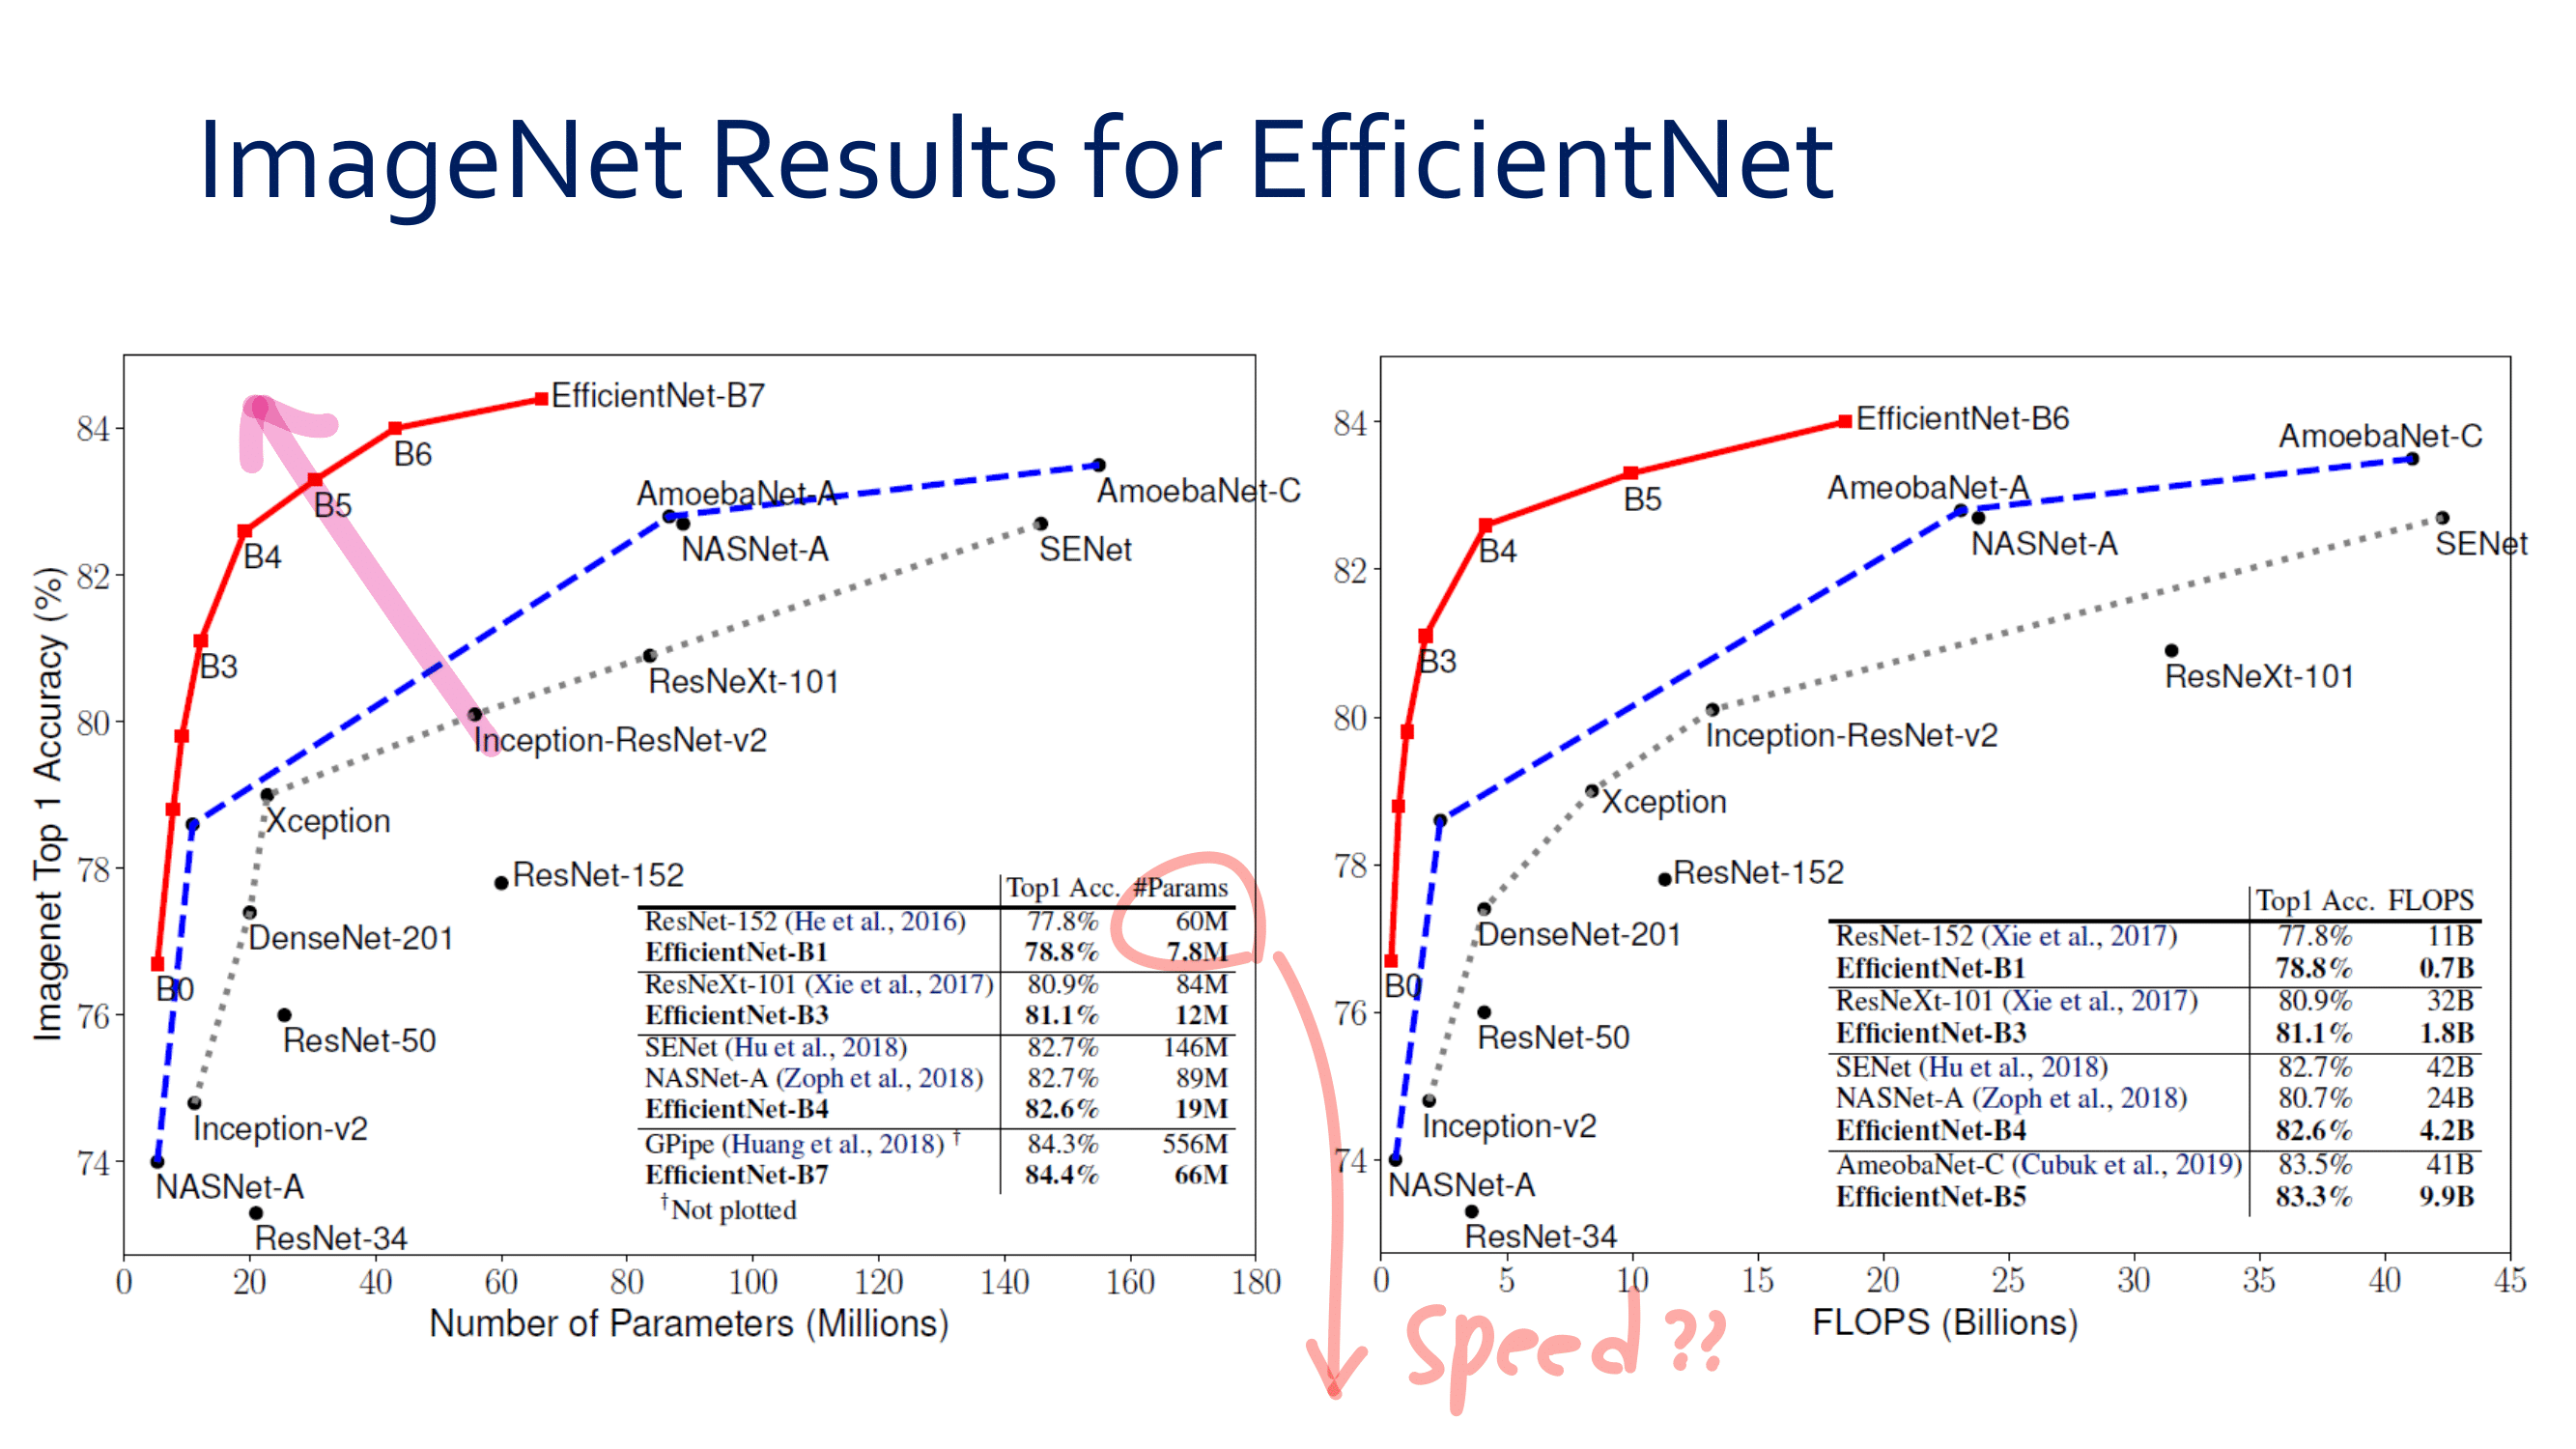 ImageNet Results for EfficientNet
Imagenet Top 1 Accuracy (%)
84
82
80
78
76
74
EfficientNet-B7
B6
B5
B4
B3
B0
AmoebaNet-A
AmoebaNet-C
NASNet-A
SENet
ResNeXt-101
Inception-ResNet-v2
Xception
ResNet-152
DenseNet-201
ResNet-50
Inception-v2
NASNet-A
ResNet-34
Top1 Acc. #Params
ResNet-152 (He et al., 2016) 77.8% 60M
EfficientNet-B1 78.8% 7.8M
ResNeXt-101 (Xie et al., 2017) 80.9% 84M
EfficientNet-B3 81.1% 12M
SENet (Hu et al., 2018) 82.7% 146M
NASNet-A (Zoph et al., 2018) 82.7% 89M
EfficientNet-B4 82.6% 19M
GPipe (Huang et al., 2018) † 84.3% 556M
EfficientNet-B7 84.4% 66M
†Not plotted
0 20 40 60 80 100 120 140 160 180
Number of Parameters (Millions)
84
82
80
78
76
74
EfficientNet-B6
AmoebaNet-C
B5
AmeobaNet-A
B4
NASNet-A
SENet
B3
ResNeXt-101
Inception-ResNet-v2
Xception
ResNet-152
DenseNet-201
B0
ResNet-50
Inception-v2
NASNet-A
ResNet-34
Top1 Acc. FLOPS
ResNet-152 (Xie et al., 2017) 77.8% 11B
EfficientNet-B1 78.8% 0.7B
ResNeXt-101 (Xie et al., 2017) 80.9% 32B
EfficientNet-B3 81.1% 1.8B
SENet (Hu et al., 2018) 82.7% 42B
NASNet-A (Zoph et al., 2018) 80.7% 24B
EfficientNet-B4 82.6% 4.2B
AmeobaNet-C (Cubuk et al., 2019) 83.5% 41B
EfficientNet-B5 83.3% 9.9B
0 5 10 15 20 25 30 35 40 45
FLOPS (Billions)
Speed??